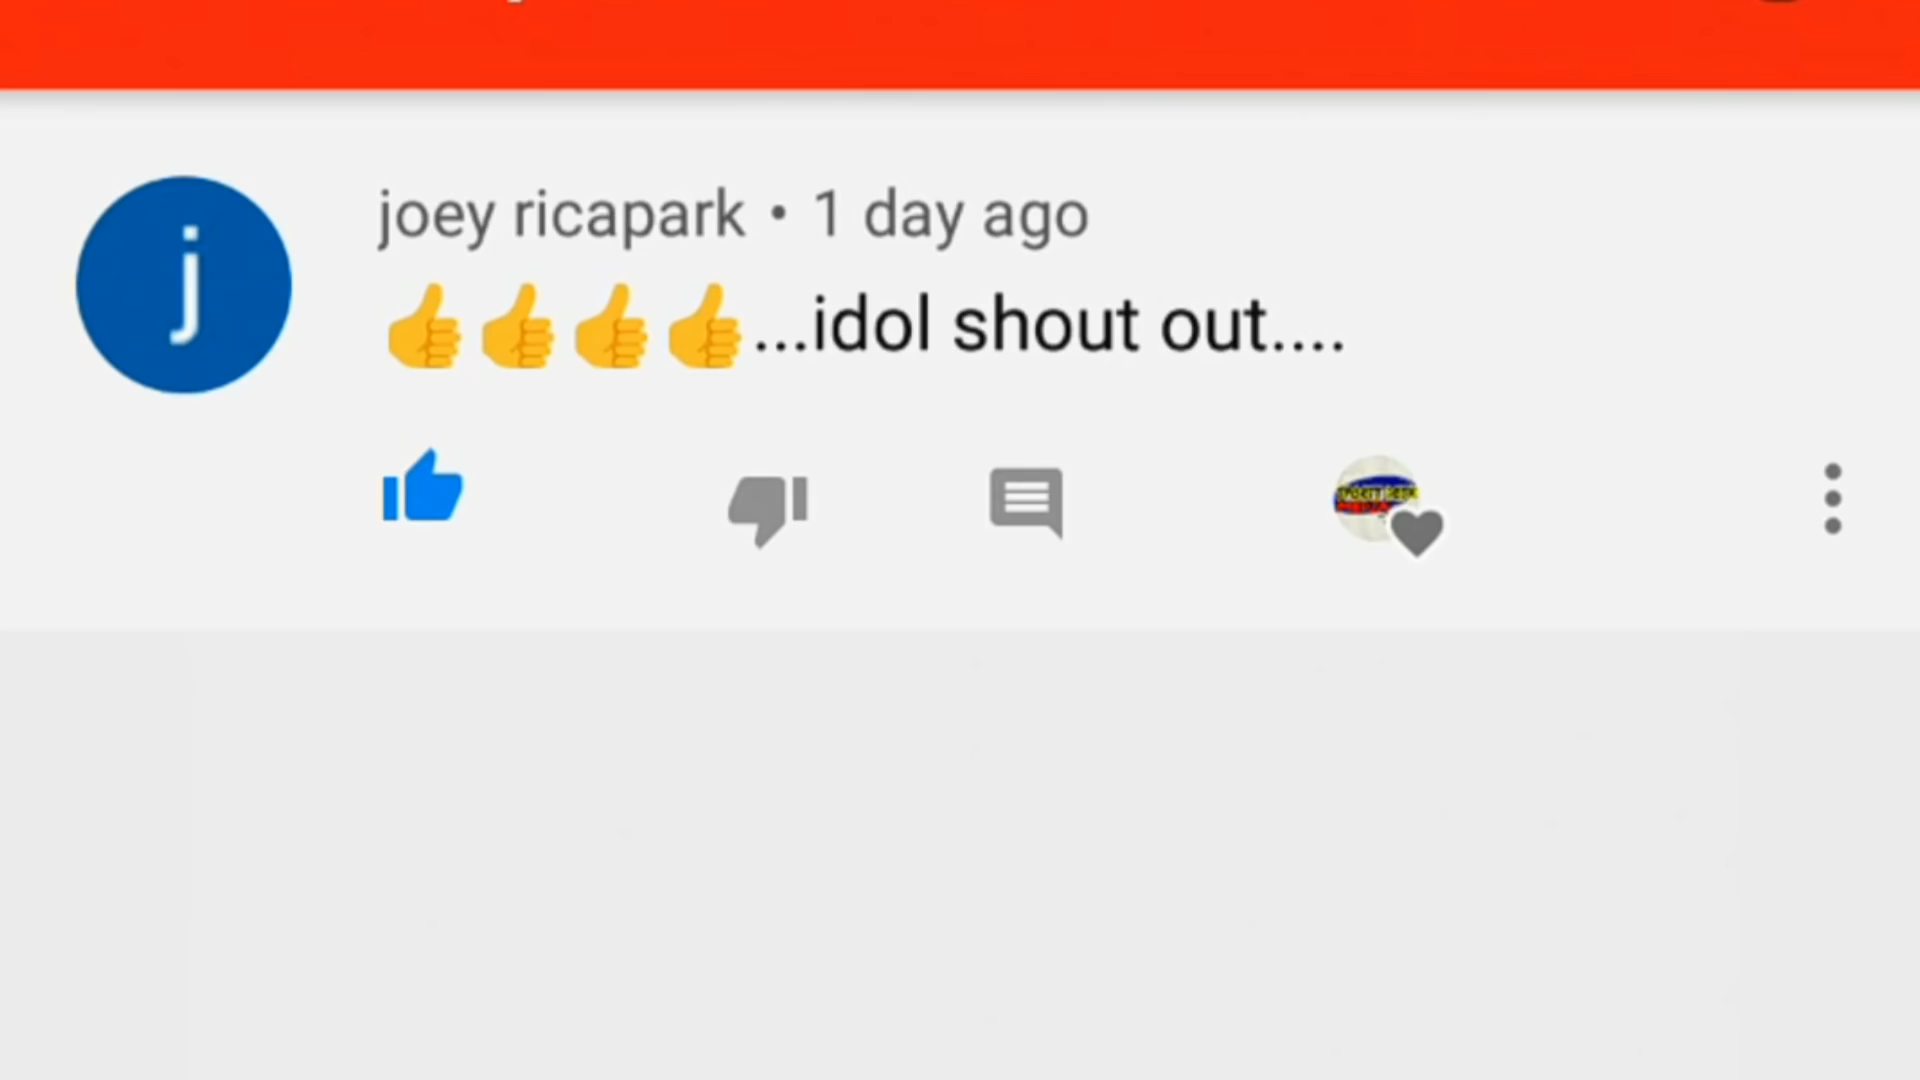 j
joey ricapark • 1 day ago
👍👍👍👍...idol shout out....